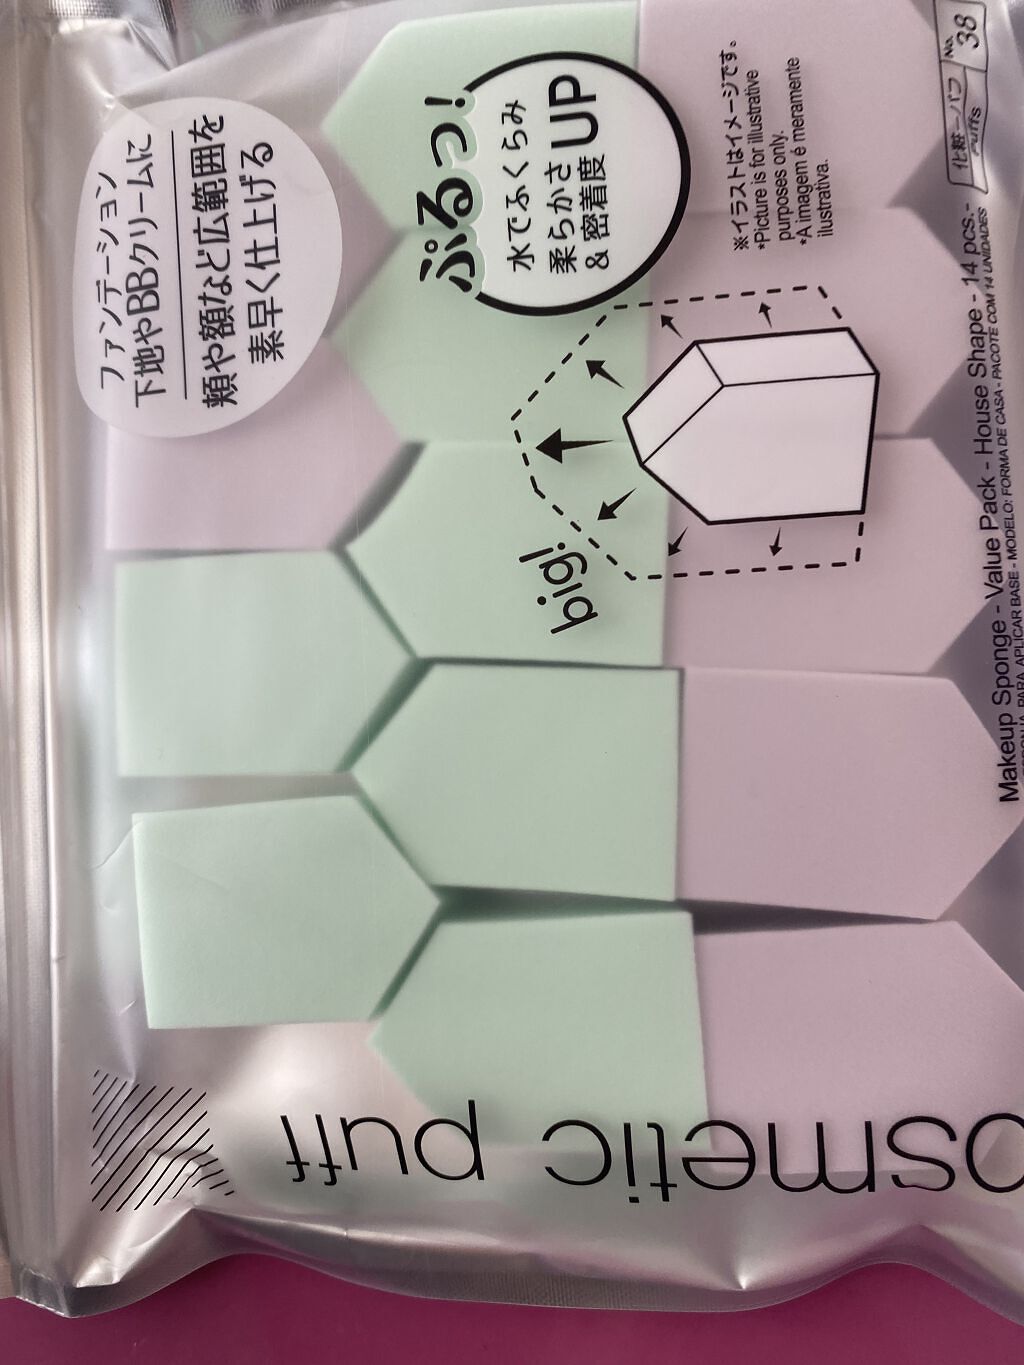 ファンデーション
下地やBBクリームに
頬や額など広範囲を
素早く仕上げる
ぷるっ!
水でふくらみ
柔らかさ
&密着度UP
big!
※イラストはイメージです。
*Picture is for illustrative
purposes only.
*A imagem é meramente
ilustrativa.
化粧ーパフ No.
Puffs 38
Makeup Sponge - Value Pack - House Shape - 14 pcs.-
ESPONJA PARA APLICAR BASE - MODELO: FORMA DE CASA - PACOTE COM 14 UNIDADES
osmetic puff